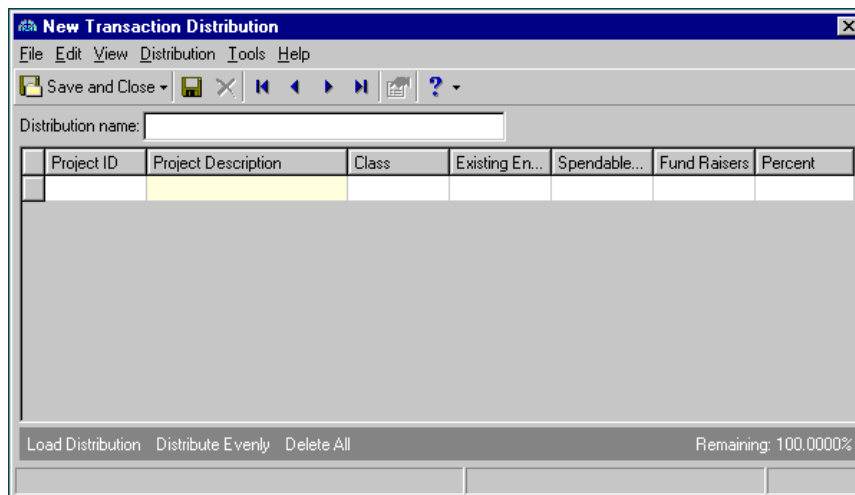 New Transaction Distribution
File Edit View Distribution Tools Help
Save and Close ?
Distribution name:
Project ID Project Description Class Existing En... Spendable... Fund Raisers Percent
Load Distribution Distribute Evenly Delete All Remaining: 100.0000%